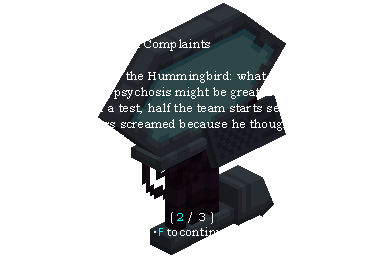 Complaints
the Hummingbird: what
psychosis might be grea
a test, half the team starts se
screamed because he thoug
[ 2 / 3 ]
F to contin